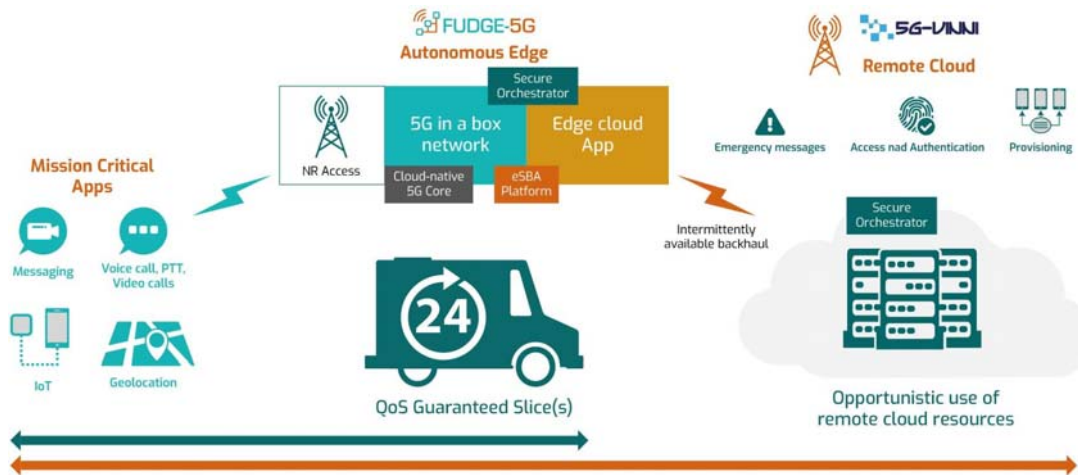 FUDGE-5G
Autonomous Edge
5G-VINNI
Remote Cloud
Secure
Orchestrator
5G in a box
network
Edge cloud
App
NR Access
Cloud-native
5G Core
eSBA
Platform
Emergency messages
Access nad Authentication
Provisioning
Mission Critical
Apps
Messaging
Voice call, PTT,
Video calls
IoT
Geolocation
24
QoS Guaranteed Slice(s)
Intermittently
available backhaul
Secure
Orchestrator
Opportunistic use of
remote cloud resources